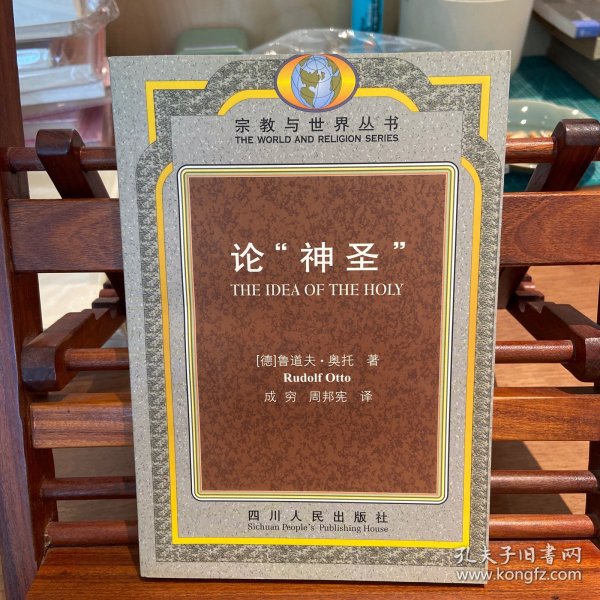 宗教与世界丛书
THE WORLD AND RELIGION SERIES
论“神圣”
THE IDEA OF THE HOLY
[德]鲁道夫·奥托 著
Rudolf Otto
成 穷 周邦宪 译
四川人民出版社
Sichuan People's Publishing House
孔夫子旧书网
www.kongfz.com